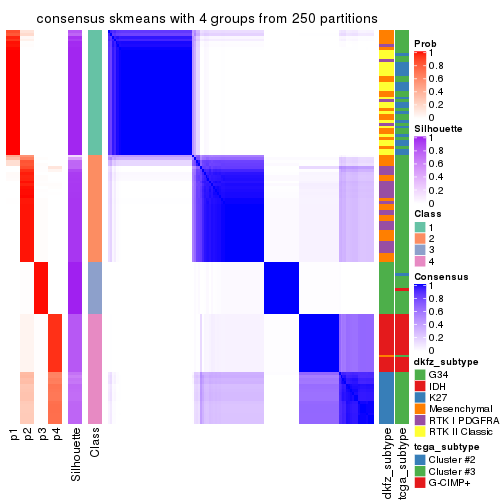 consensus skmeans with 4 groups from 250 partitions
p1
p2
p3
p4
Silhouette
Class
dkfz_subtype
tcga_subtype
Prob
1
0.8
0.6
0.4
0.2
0
Silhouette
1
0.8
0.6
0.4
0.2
0
Class
1
2
3
4
Consensus
1
0.8
0.6
0.4
0.2
0
dkfz_subtype
G34
IDH
K27
Mesenchymal
RTK I PDGFRA
RTK II Classic
tcga_subtype
Cluster #2
Cluster #3
G-CIMP+